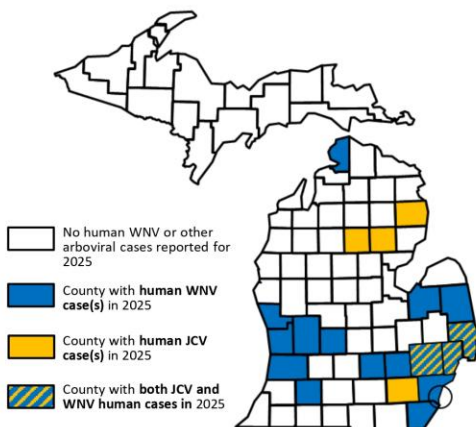 No human WNV or other
arboviral cases reported for
2025
County with human WNV
case(s) in 2025
County with human JCV
case(s) in 2025
County with both JCV and
WNV human cases in 2025